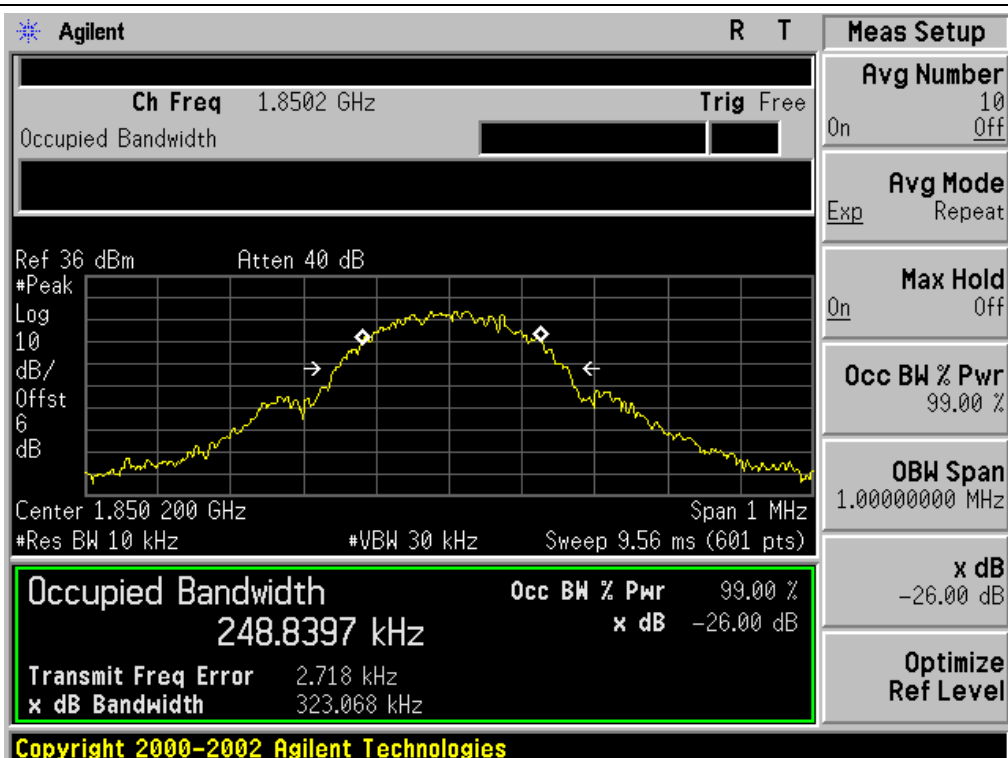 Agilent R T
Ch Freq 1.8502 GHz Trig Free
Occupied Bandwidth
Ref 36 dBm Atten 40 dB
#Peak
Log
10
dB/
Offst
6
dB
Center 1.850 200 GHz Span 1 MHz
#Res BW 10 kHz #VBW 30 kHz Sweep 9.56 ms (601 pts)
Occupied Bandwidth Occ BW % Pwr 99.00 %
248.8397 kHz x dB -26.00 dB
Transmit Freq Error 2.718 kHz
x dB Bandwidth 323.068 kHz
Copyright 2000-2002 Agilent Technologies
Meas Setup
Avg Number
10
On Off
Avg Mode
Exp Repeat
Max Hold
On Off
Occ BW % Pwr
99.00 %
OBW Span
1.00000000 MHz
x dB
-26.00 dB
Optimize
Ref Level